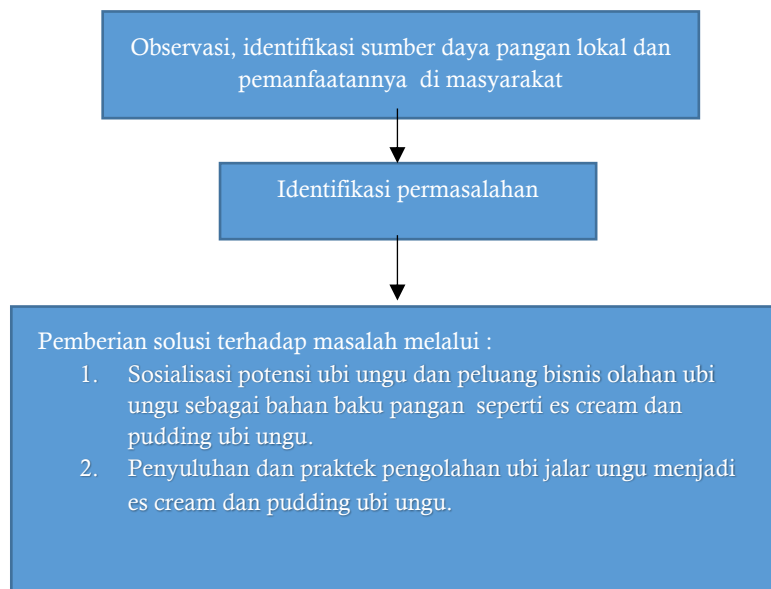 Observasi, identifikasi sumber daya pangan lokal dan
pemanfaatannya di masyarakat
Identifikasi permasalahan
Pemberian solusi terhadap masalah melalui :
1. Sosialisasi potensi ubi ungu dan peluang bisnis olahan ubi
ungu sebagai bahan baku pangan seperti es cream dan
pudding ubi ungu.
2. Penyuluhan dan praktek pengolahan ubi jalar ungu menjadi
es cream dan pudding ubi ungu.